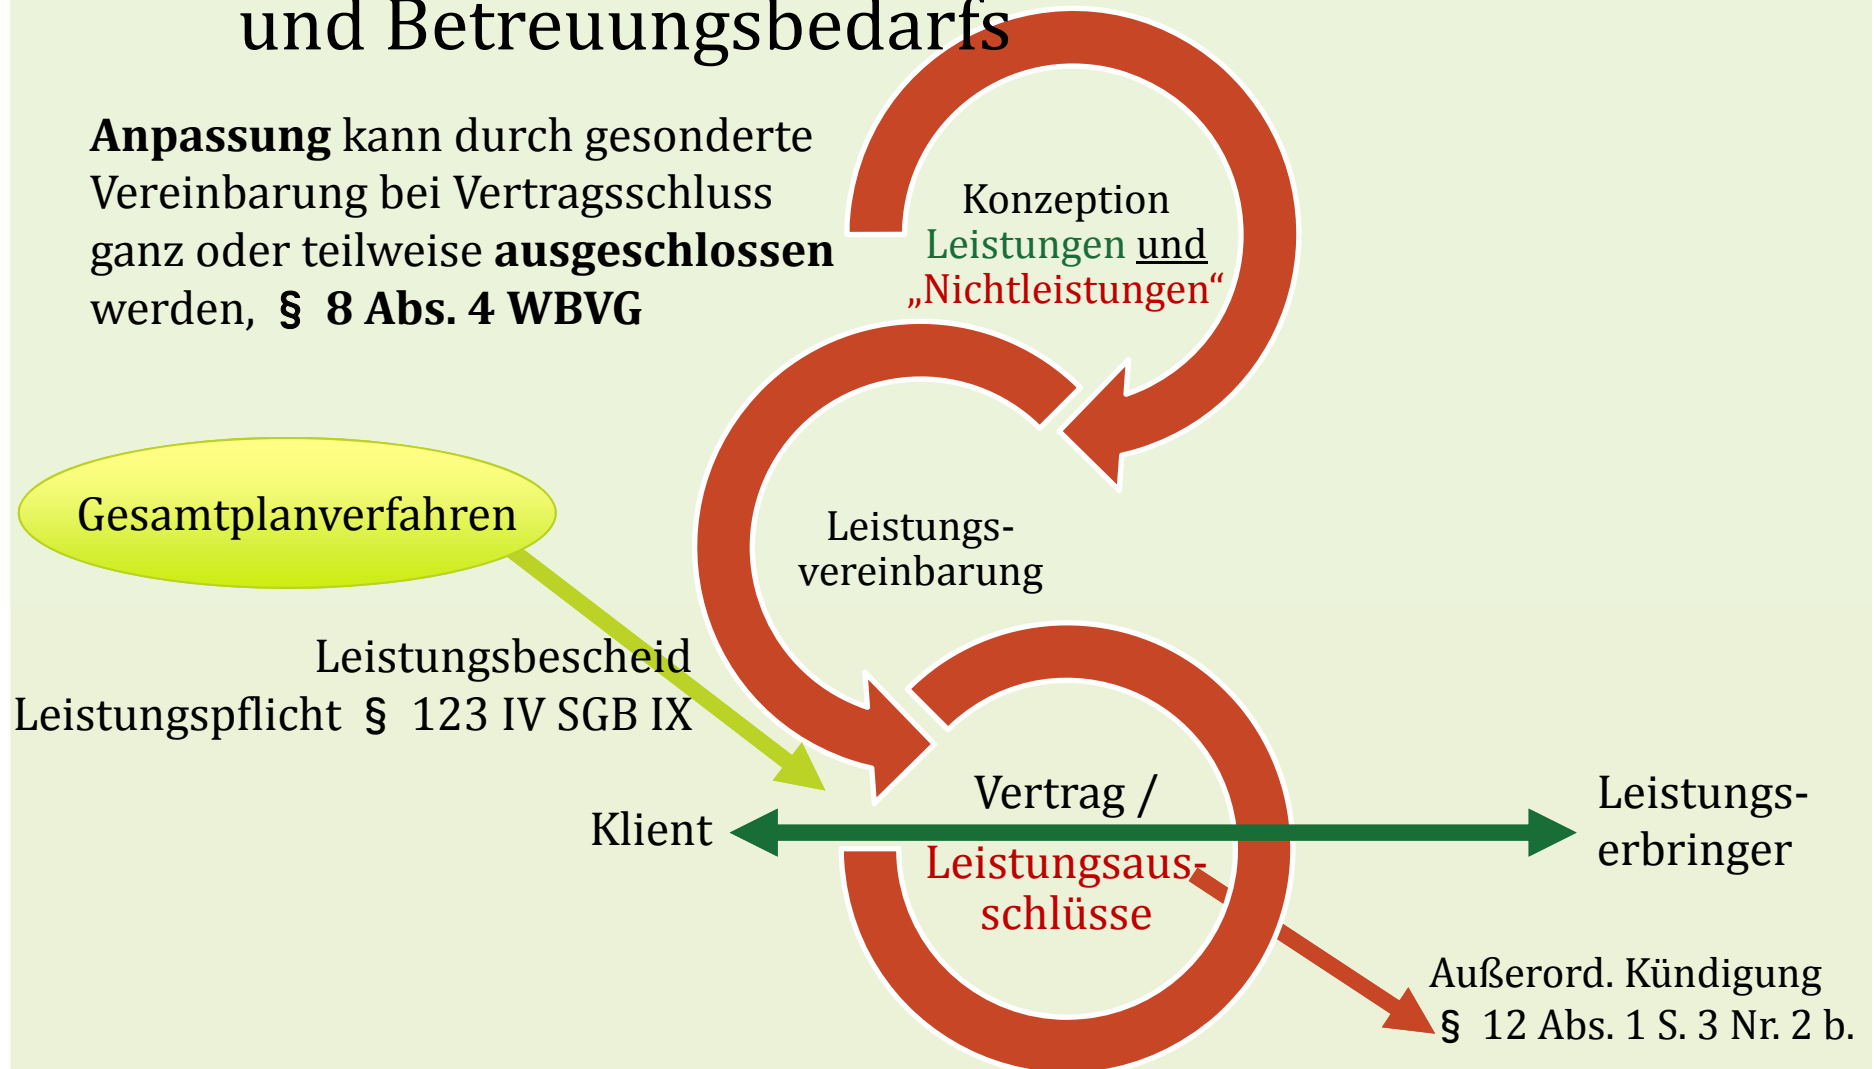 und Betreuungsbedarfs
Anpassung kann durch gesonderte
Vereinbarung bei Vertragsschluss
ganz oder teilweise ausgeschlossen
werden, § 8 Abs. 4 WBVG
Konzeption
Leistungen und
„Nichtleistungen“
Gesamtplanverfahren
Leistungs-
vereinbarung
Leistungsbescheid
Leistungspflicht § 123 IV SGB IX
Klient
Vertrag /
Leistungsaus-
schlüsse
Leistungs-
erbringer
Außerord. Kündigung
§ 12 Abs. 1 S. 3 Nr. 2 b.